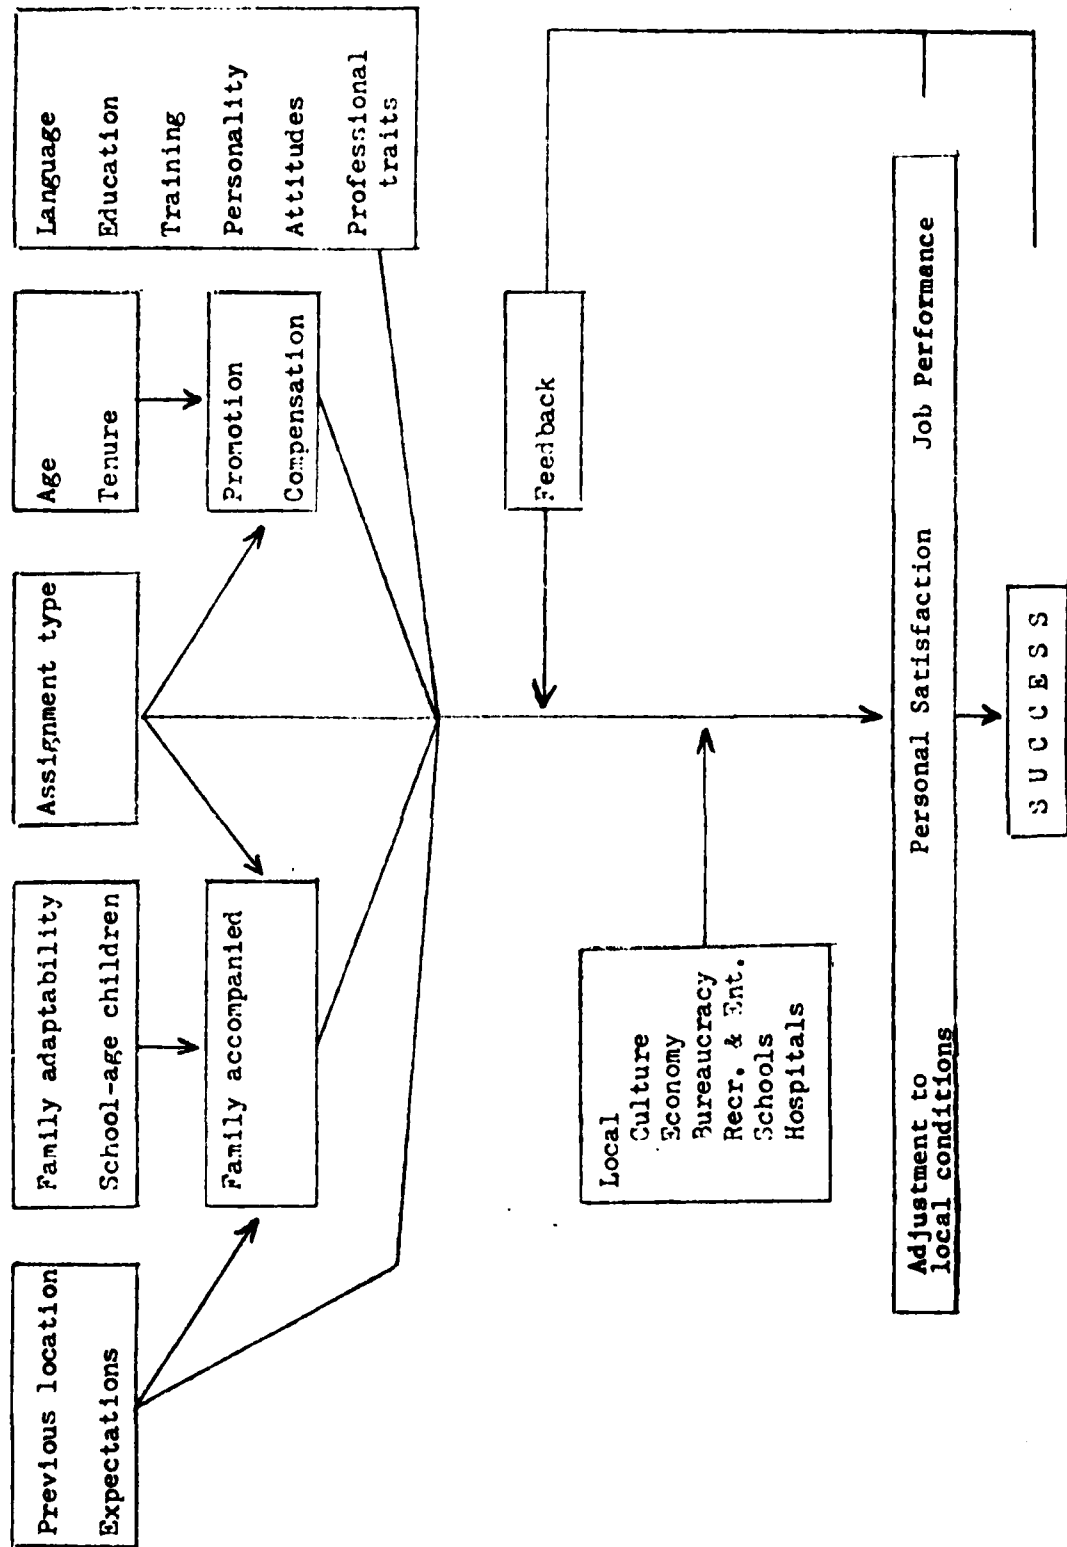 Previous location
Expectations
Family adaptability
School-age children
Assignment type
Age
Tenure
Language
Education
Training
Personality
Attitudes
Professional
traits
Family accompanied
Promotion
Compensation
Feedback
Local
Culture
Economy
Bureaucracy
Recr. & Ent.
Schools
Hospitals
Adjustment to
local conditions
Personal Satisfaction
Job Performance
SUCCESS